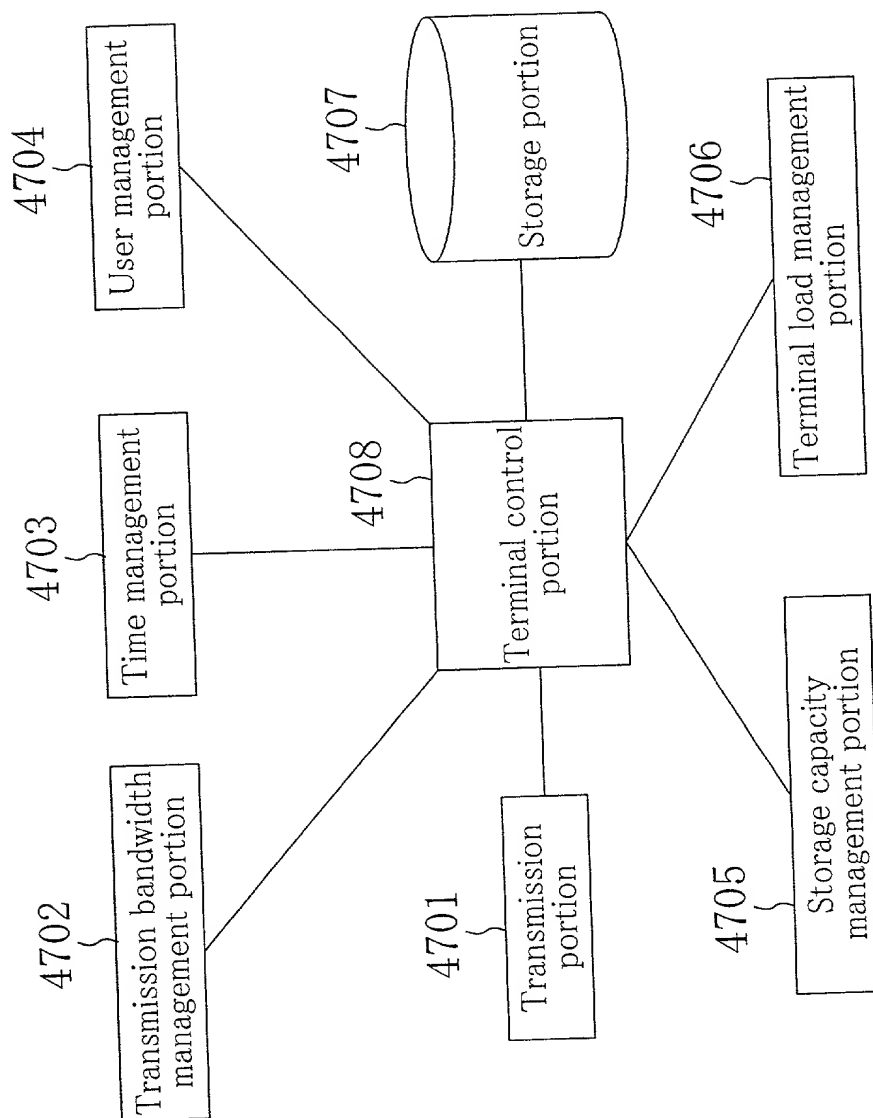 4702
Transmission bandwidth
management portion
4703
Time management
portion
4704
User management
portion
4701
Transmission
portion
4708
Terminal control
portion
4707
Storage portion
4705
Storage capacity
management portion
4706
Terminal load management
portion